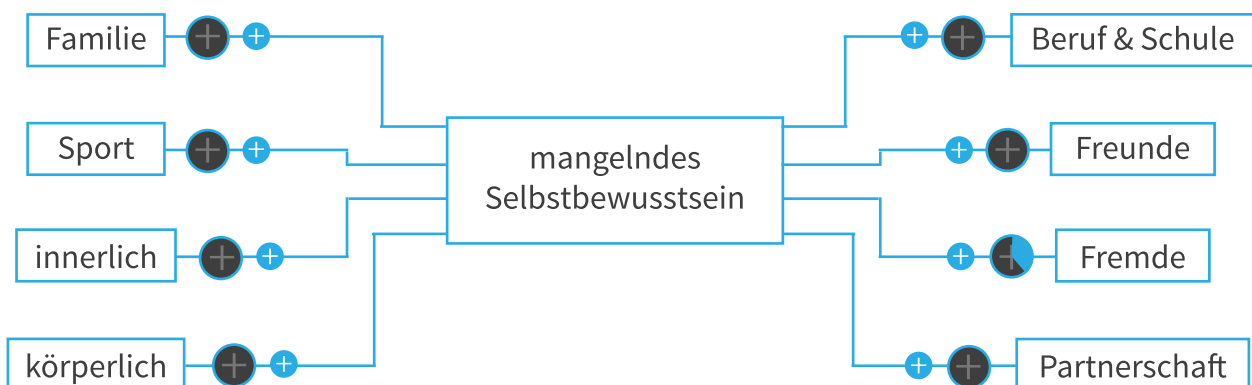 Familie
Beruf & Schule
Sport
mangelndes
Selbstbewusstsein
Freunde
innerlich
Fremde
körperlich
Partnerschaft